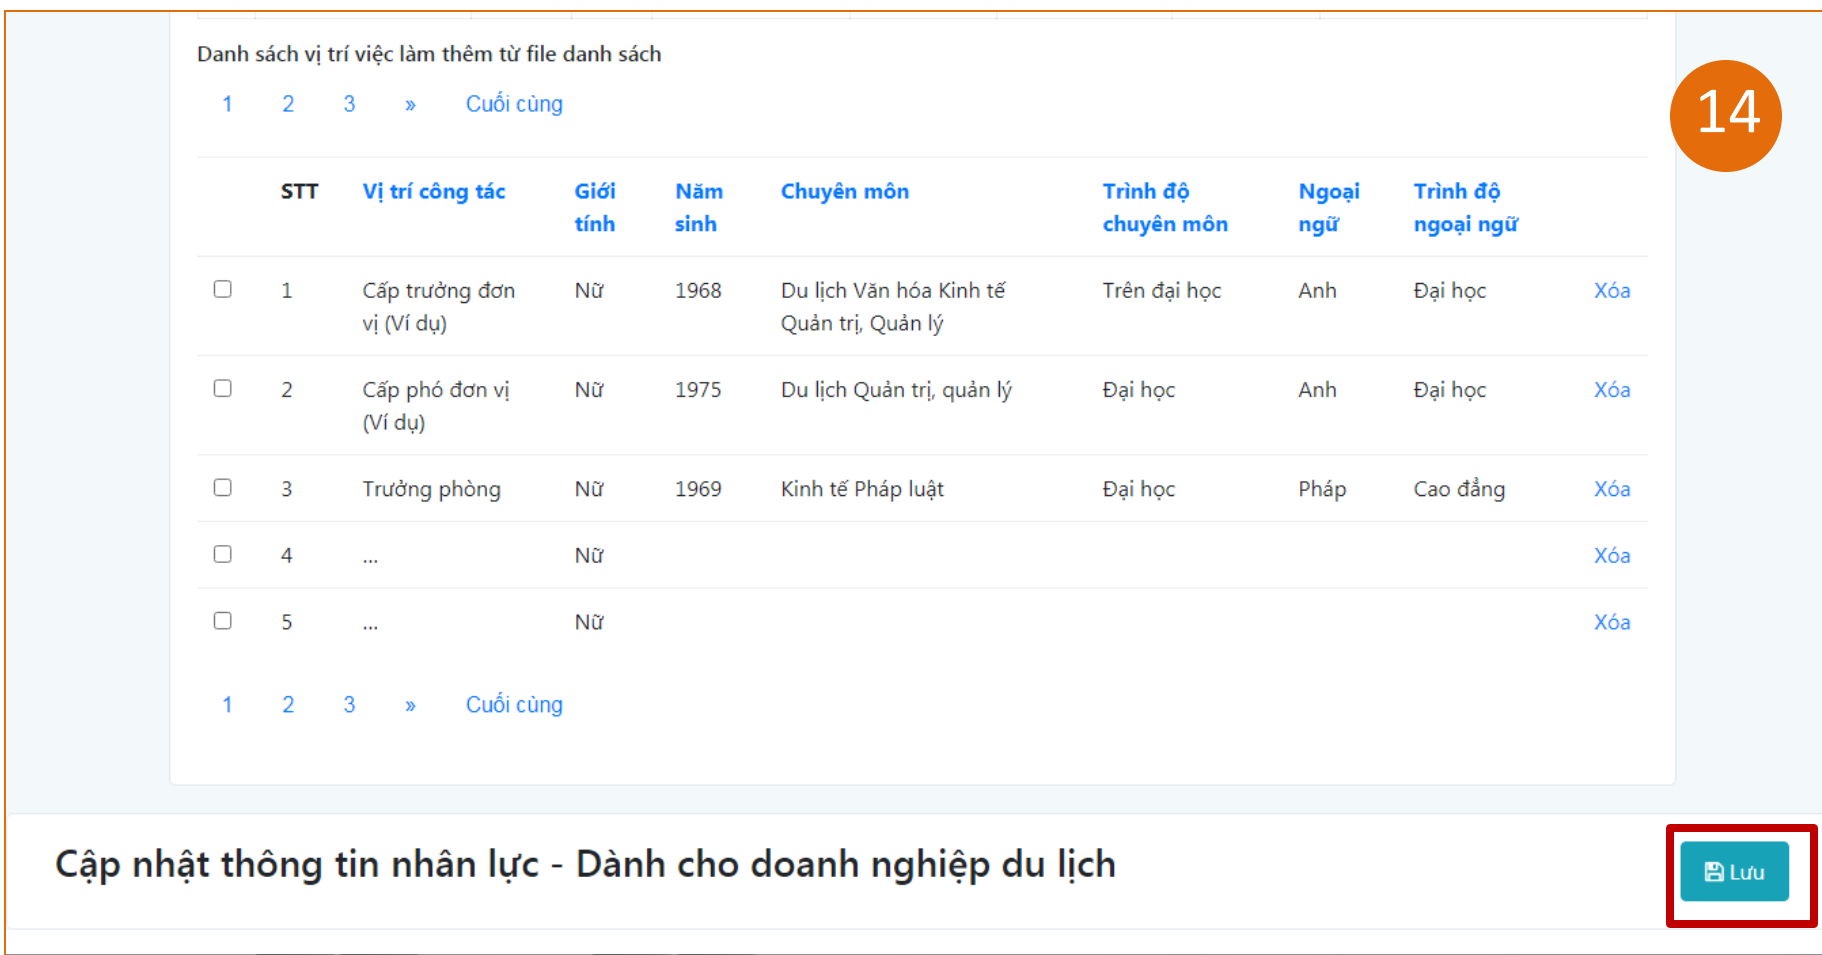 Danh sách vị trí việc làm thêm từ file danh sách
1 2 3 » Cuối cùng
14
STT Vị trí công tác Giới tính Năm sinh Chuyên môn Trình độ chuyên môn Ngoại ngữ Trình độ ngoại ngữ
1 Cấp trưởng đơn vị (Ví dụ) Nữ 1968 Du lịch Văn hóa Kinh tế Quản trị, Quản lý Trên đại học Anh Đại học Xóa
2 Cấp phó đơn vị (Ví dụ) Nữ 1975 Du lịch Quản trị, quản lý Đại học Anh Đại học Xóa
3 Trưởng phòng Nữ 1969 Kinh tế Pháp luật Đại học Pháp Cao đẳng Xóa
4 ... Nữ Xóa
5 ... Nữ Xóa
1 2 3 » Cuối cùng
Cập nhật thông tin nhân lực - Dành cho doanh nghiệp du lịch
Lưu